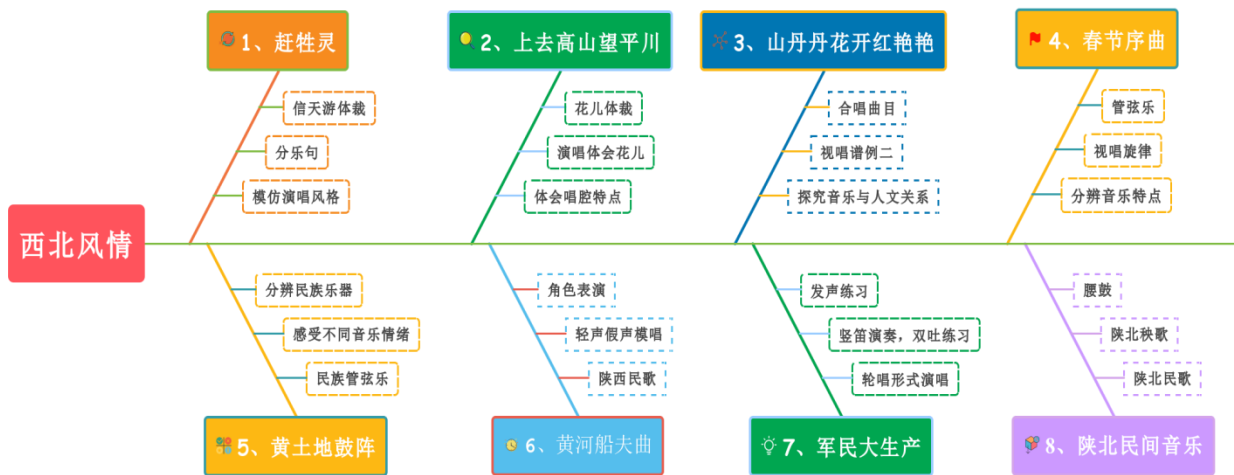 西北风情
1、赶牲灵
信天游体裁
分乐句
模仿演唱风格
2、上去高山望平川
花儿体裁
演唱体会花儿
体会唱腔特点
3、山丹丹花开红艳艳
合唱曲目
视唱谱例二
探究音乐与人文关系
4、春节序曲
管弦乐
视唱旋律
分辨音乐特点
分辨民族乐器
感受不同音乐情绪
民族管弦乐
5、黄土地鼓阵
角色表演
轻声假声模唱
陕西民歌
6、黄河船夫曲
发声练习
竖笛演奏，双吐练习
轮唱形式演唱
7、军民大生产
腰鼓
陕北秧歌
陕北民歌
8、陕北民间音乐